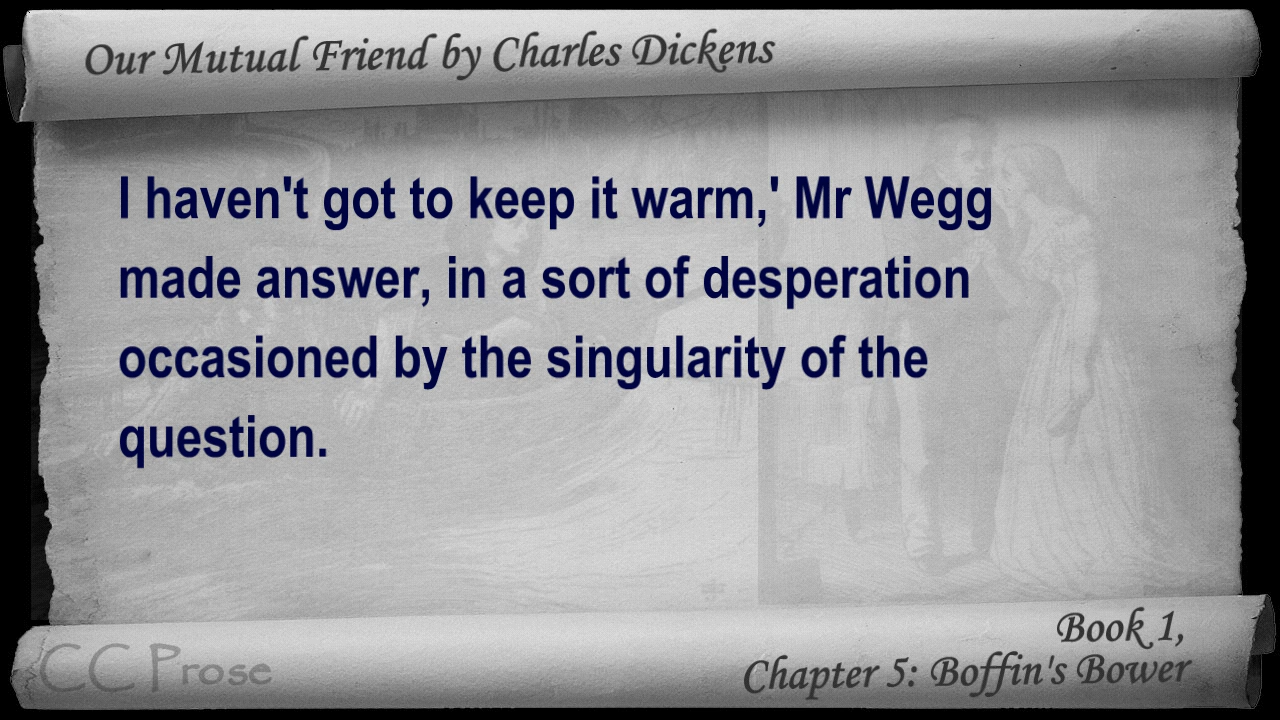 Our Mutual Friend by Charles Dickens
I haven't got to keep it warm,' Mr Wegg
made answer, in a sort of desperation
occasioned by the singularity of the
question.
Book 1,
CC Prose
Chapter 5: Boffin's Bower